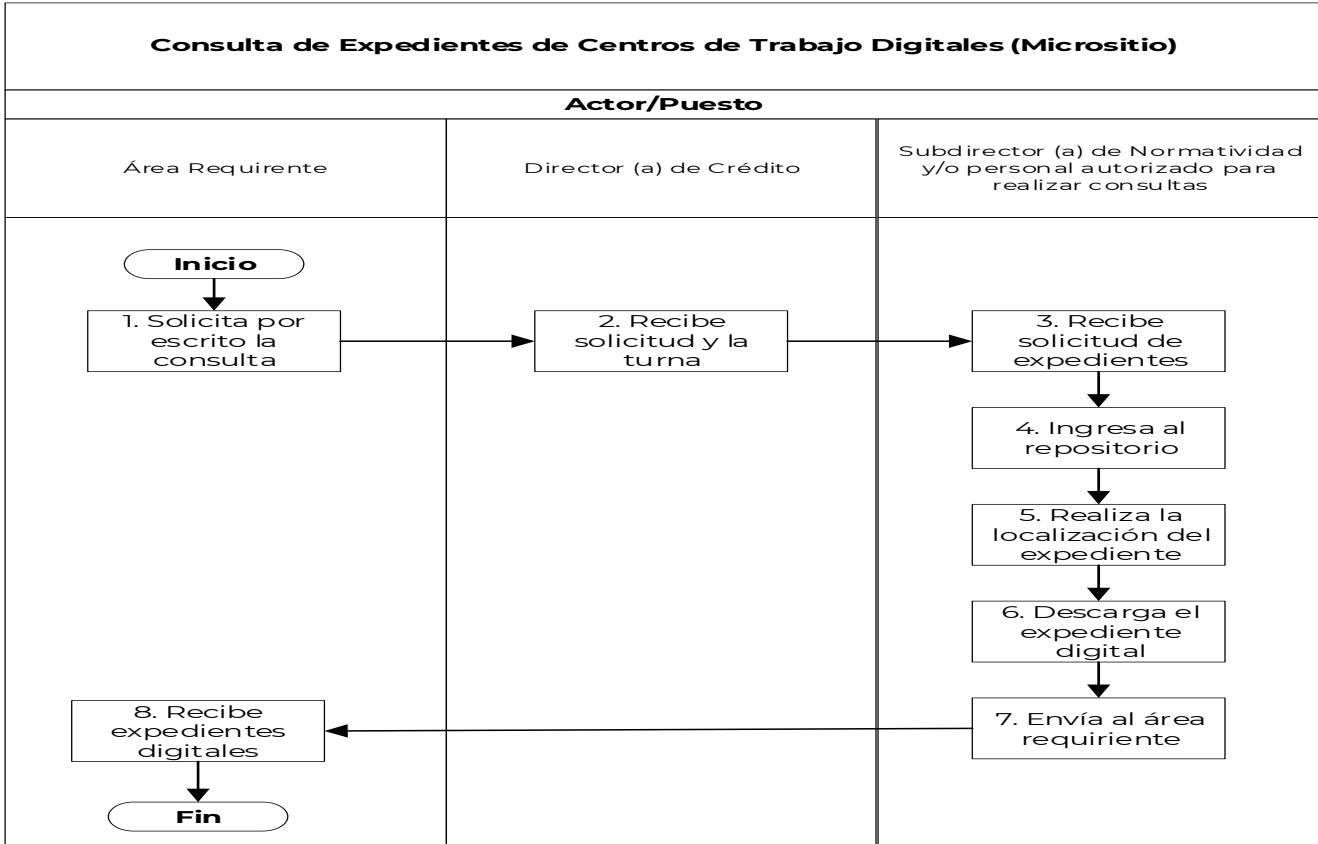 Consulta de Expedientes de Centros de Trabajo Digitales (Micrositio)
Actor/Puesto
Área Requirente
Director (a) de Crédito
Subdirector (a) de Normatividad
y/o personal autorizado para
realizar consultas
Inicio
1. Solicita por
escrito la
consulta
2. Recibe
solicitud y la
turna
3. Recibe
solicitud de
expedientes
4. Ingresa al
repositorio
5. Realiza la
localización del
expediente
6. Descarga el
expediente
digital
7. Envía al área
requiriente
8. Recibe
expedientes
digitales
Fin